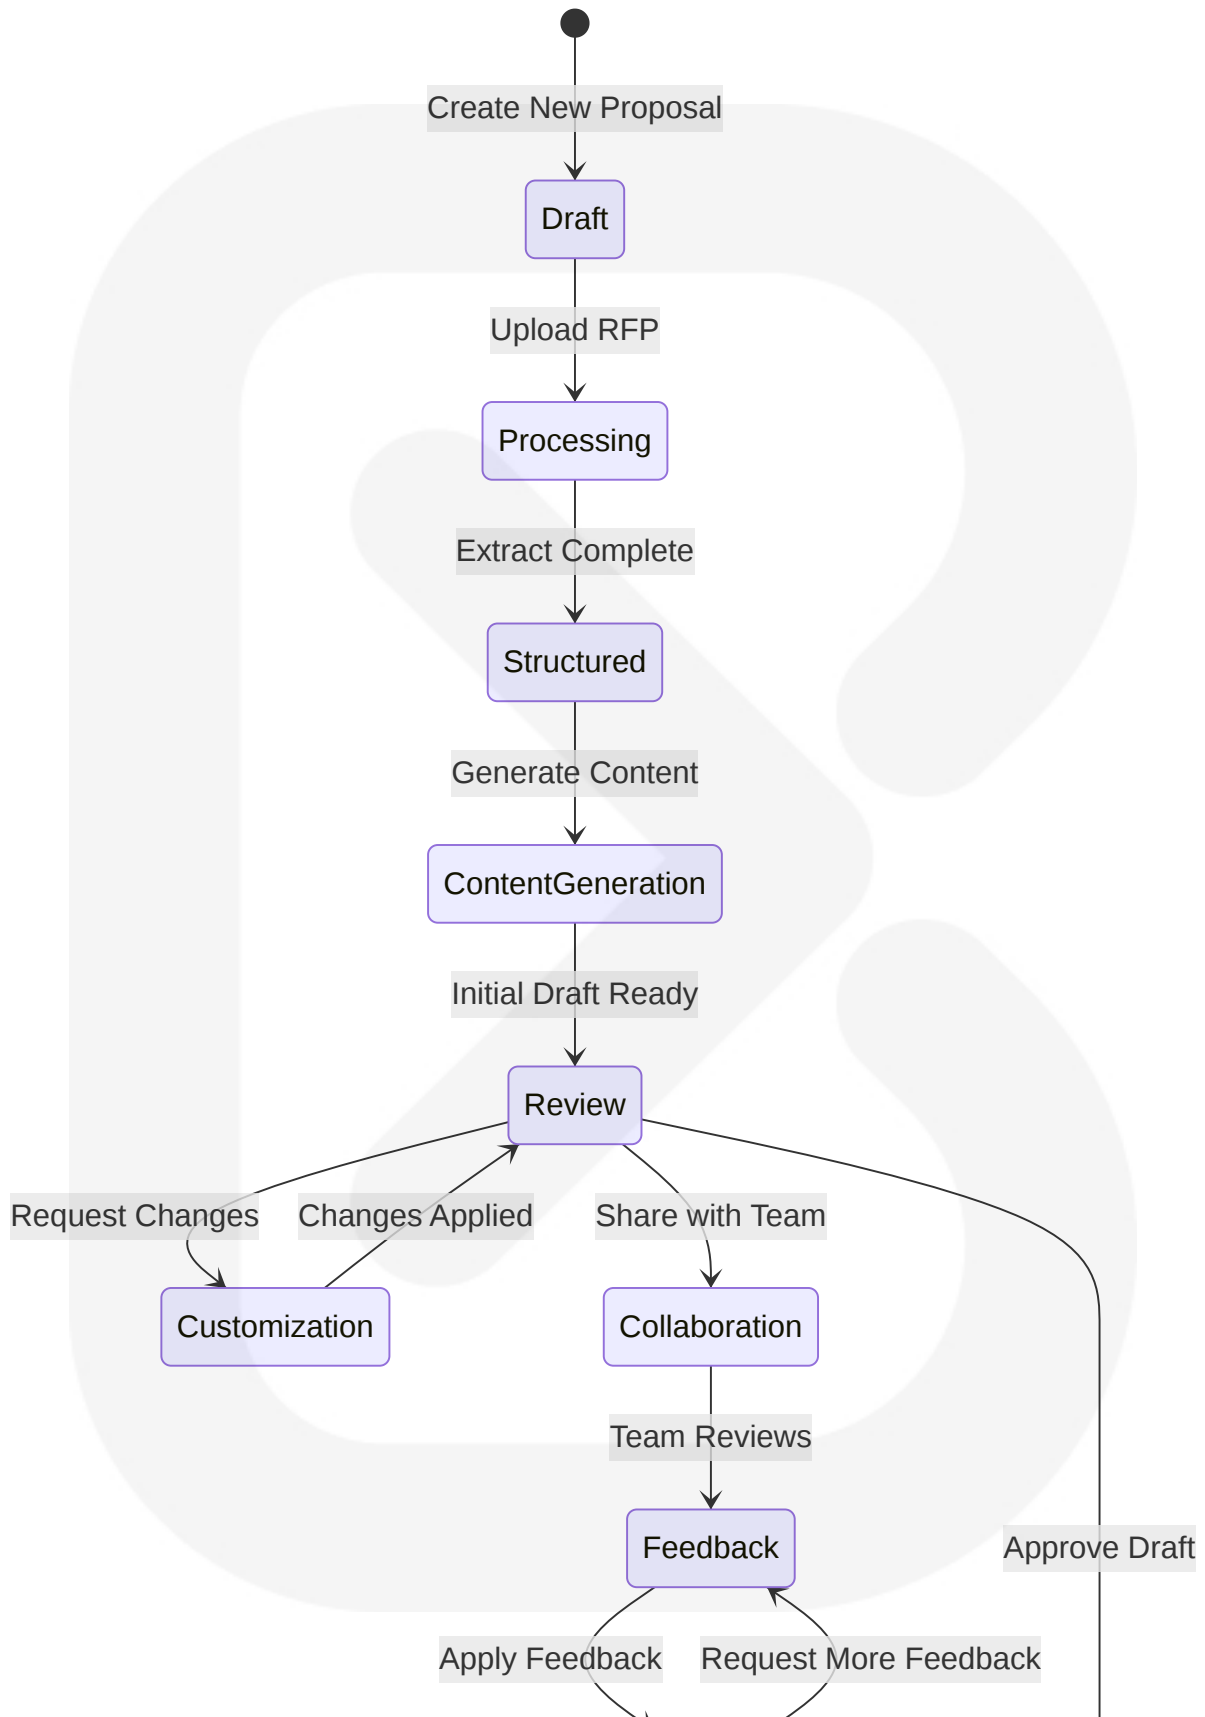 Create New Proposal
Draft
Upload RFP
Processing
Extract Complete
Structured
Generate Content
ContentGeneration
Initial Draft Ready
Review
Request Changes
Changes Applied
Share with Team
Customization
Collaboration
Team Reviews
Feedback
Approve Draft
Apply Feedback
Request More Feedback